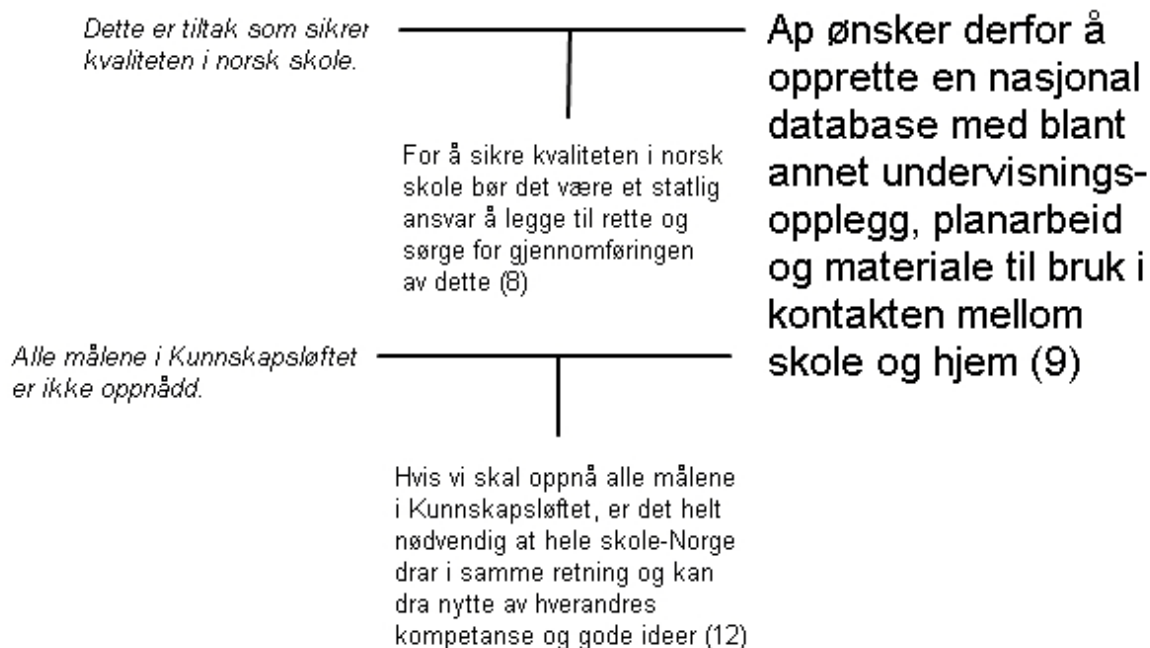 Dette er tiltak som sikrer
kvaliteten i norsk skole.
Ap ønsker derfor å
opprette en nasjonal
database med blant
annet undervisnings-
opplegg, planarbeid
og materiale til bruk i
kontakten mellom
skole og hjem (9)
For å sikre kvaliteten i norsk
skole bør det være et statlig
ansvar å legge til rette og
sørge for gjennomføringen
av dette (8)
Alle målene i Kunnskapsløftet
er ikke oppnådd.
Hvis vi skal oppnå alle målene
i Kunnskapsløftet, er det helt
nødvendig at hele skole-Norge
drar i samme retning og kan
dra nytte av hverandres
kompetanse og gode ideer (12)